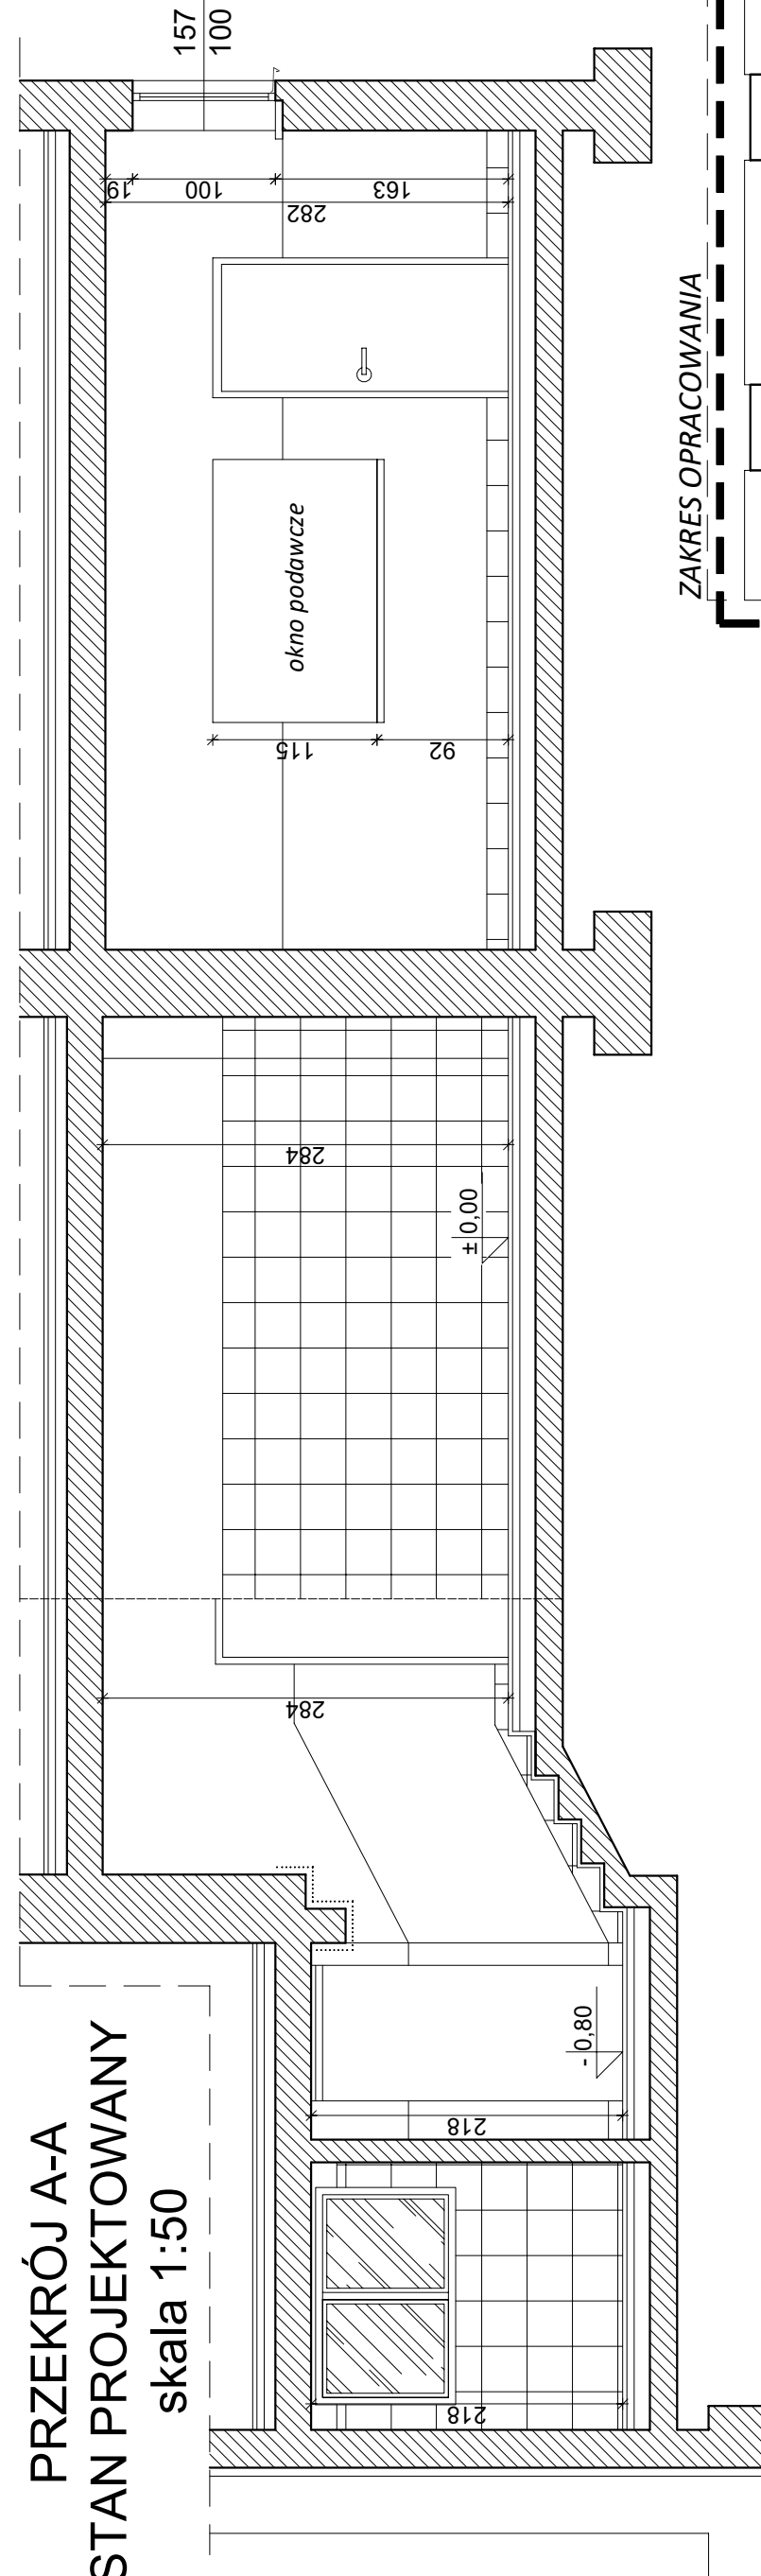 PRZEKRÓJ A-A
STAN PROJEKTOWANY
skala 1:50
157
100
19
100
163
282
okno podawcze
115
92
284
± 0,00
284
- 0,80
218
218
ZAKRES OPRACOWANIA